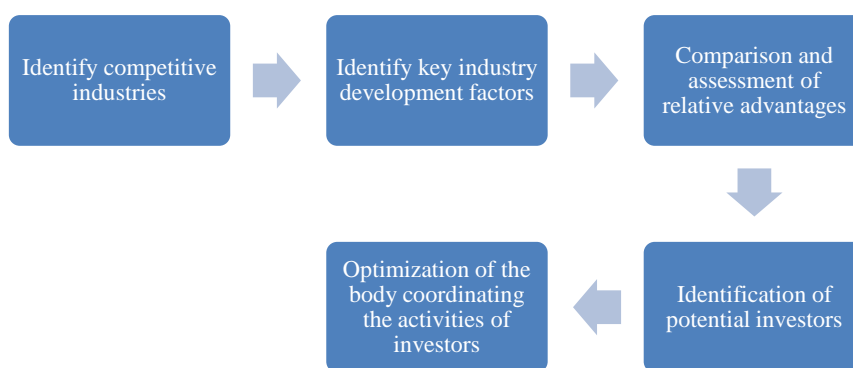 Identify competitive
industries
Identify key industry
development factors
Comparison and
assessment of
relative advantages
Identification of
potential investors
Optimization of the
body coordinating
the activities of
investors